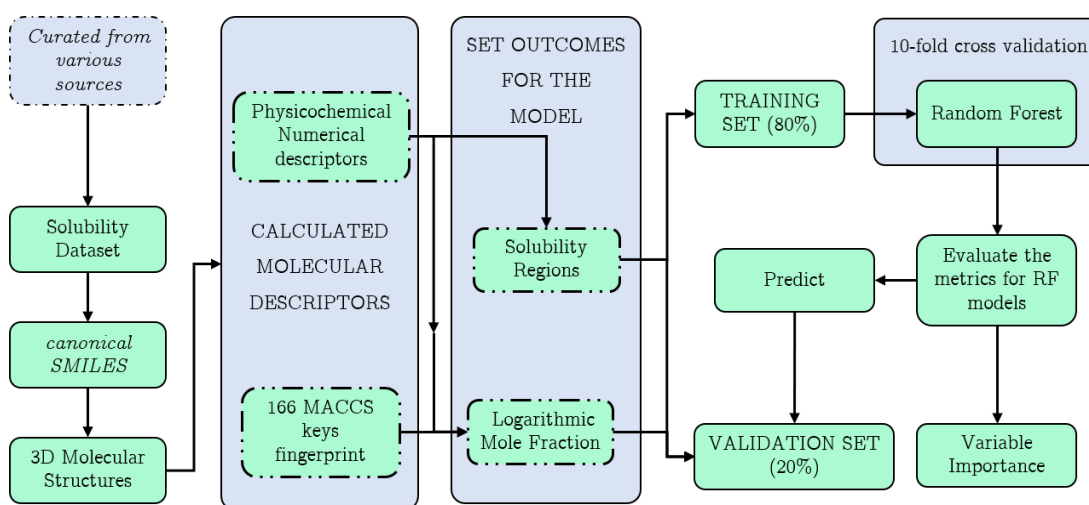 Curated from
various
sources
Solubility
Dataset
canonical
SMILES
3D Molecular
Structures
Physicochemical
Numerical
descriptors
CALCULATED
MOLECULAR
DESCRIPTORS
166 MACCS
keys
fingerprint
SET OUTCOMES
FOR THE
MODEL
Solubility
Regions
Logarithmic
Mole Fraction
TRAINING
SET (80%)
10-fold cross validation
Random Forest
Evaluate the
metrics for RF
models
Predict
VALIDATION SET
(20%)
Variable
Importance